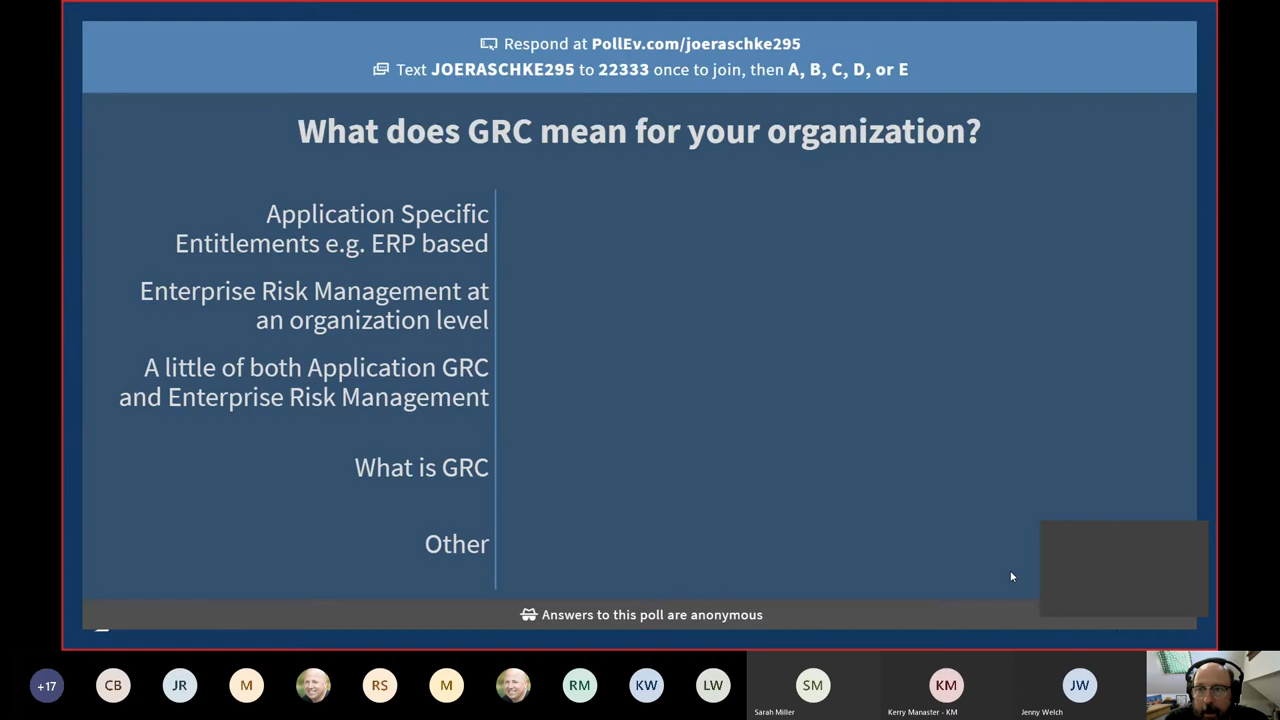 Respond at PollEv.com/joeraschke295
Text JOERASCHKE295 to 22333 once to join, then A, B, C, D, or E
What does GRC mean for your organization?
Application Specific
Entitlements e.g. ERP based
Enterprise Risk Management at
an organization level
A little of both Application GRC
and Enterprise Risk Management
What is GRC
Other
Answers to this poll are anonymous
+17
CB
JR
M
RS
M
RM
KW
LW
SM
KM
JW
Sarah Miller
Kerry Manaster - KM
Jenny Welch